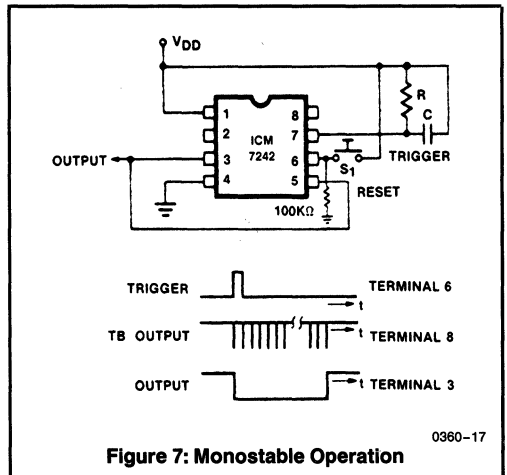 VDD
1
2
3
4
ICM
7242
8
7
6
5
R
C
TRIGGER
S1
RESET
100KΩ
OUTPUT
TRIGGER
t
TERMINAL 6
TB OUTPUT
t
TERMINAL 8
OUTPUT
t
TERMINAL 3
0360–17
Figure 7: Monostable Operation